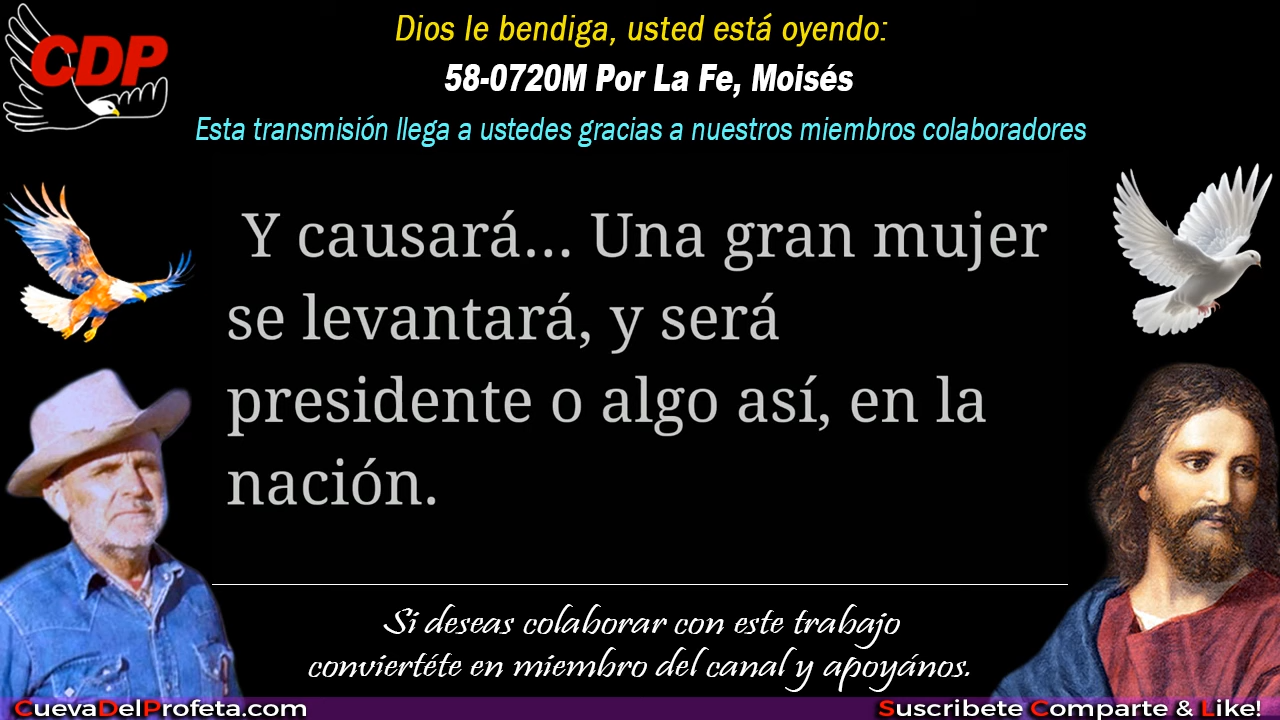 CDP
Dios le bendiga, usted está oyendo:
58-0720M Por La Fe, Moisés
Esta transmisión llega a ustedes gracias a nuestros miembros colaboradores
Y causará... Una gran mujer
se levantará, y será
presidente o algo así, en la
nación.
Si deseas colaborar con este trabajo
conviertéte en miembro del canal y apoyános.
CuevaDelProfeta.com
Suscribete Comparte & Like!